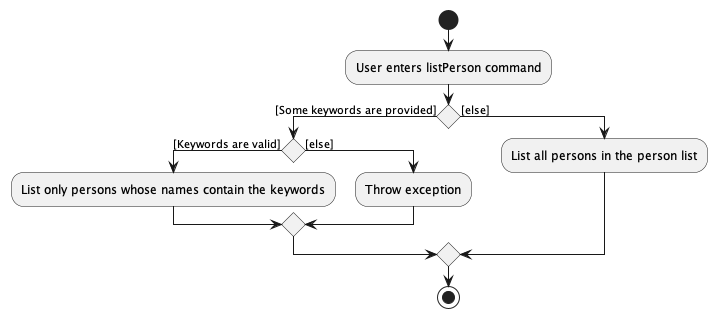 User enters listPerson command
[Some keywords are provided]
[else]
[Keywords are valid]
[else]
List all persons in the person list
List only persons whose names contain the keywords
Throw exception